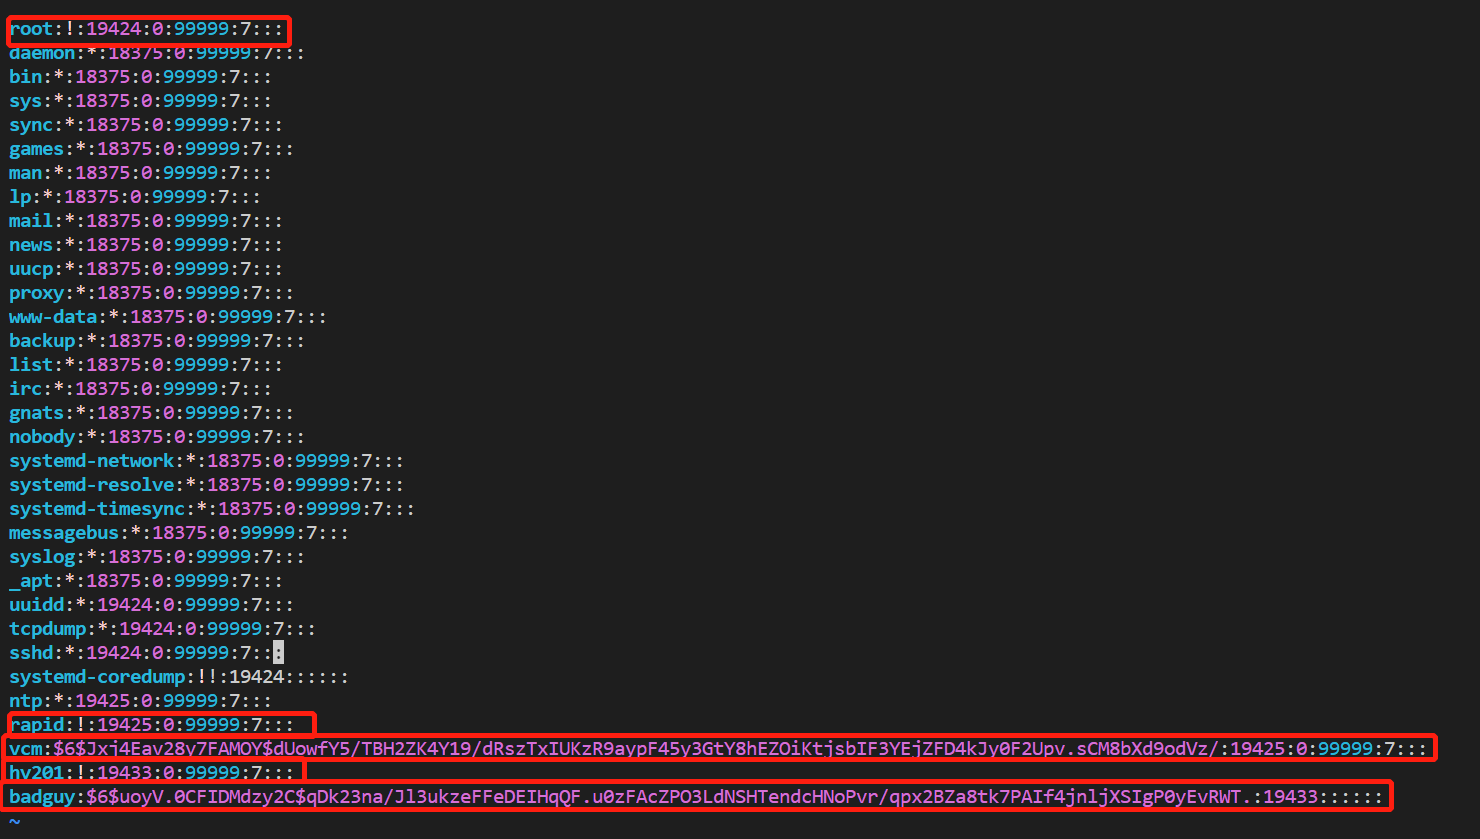 root:!:19424:0:99999:7:::
daemon:*:18375:0:99999:7:::
bin:*:18375:0:99999:7:::
sys:*:18375:0:99999:7:::
sync:*:18375:0:99999:7:::
games:*:18375:0:99999:7:::
man:*:18375:0:99999:7:::
lp:*:18375:0:99999:7:::
mail:*:18375:0:99999:7:::
news:*:18375:0:99999:7:::
uucp:*:18375:0:99999:7:::
proxy:*:18375:0:99999:7:::
www-data:*:18375:0:99999:7:::
backup:*:18375:0:99999:7:::
list:*:18375:0:99999:7:::
irc:*:18375:0:99999:7:::
gnats:*:18375:0:99999:7:::
nobody:*:18375:0:99999:7:::
systemd-network:*:18375:0:99999:7:::
systemd-resolve:*:18375:0:99999:7:::
systemd-timesync:*:18375:0:99999:7:::
messagebus:*:18375:0:99999:7:::
syslog:*:18375:0:99999:7:::
_apt:*:18375:0:99999:7:::
uuidd:*:19424:0:99999:7:::
tcpdump:*:19424:0:99999:7:::
sshd:*:19424:0:99999:7:::
systemd-coredump:!!:19424::::::
ntp:*:19425:0:99999:7:::
rapid:!:19425:0:99999:7:::
vcm:$6$Jxj4Eav28v7FAMOY$dUowfY5/TBH2ZK4Y19/dRszTxIUKzR9aypF45y3GtY8hEZOiKtjsbIF3YEjZFD4kJy0F2Upv.sCM8bXd9odVz/:19425:0:99999:7:::
hv201:!:19433:0:99999:7:::
badguy:$6$uoyV.0CFIDMdzy2C$qDk23na/Jl3ukzeFFeDEIHqQF.u0zFAcZPO3LdNSHTendcHNoPvr/qpx2BZa8tk7PAIf4jnljXSIgP0yEvRWT.:19433::::::
~